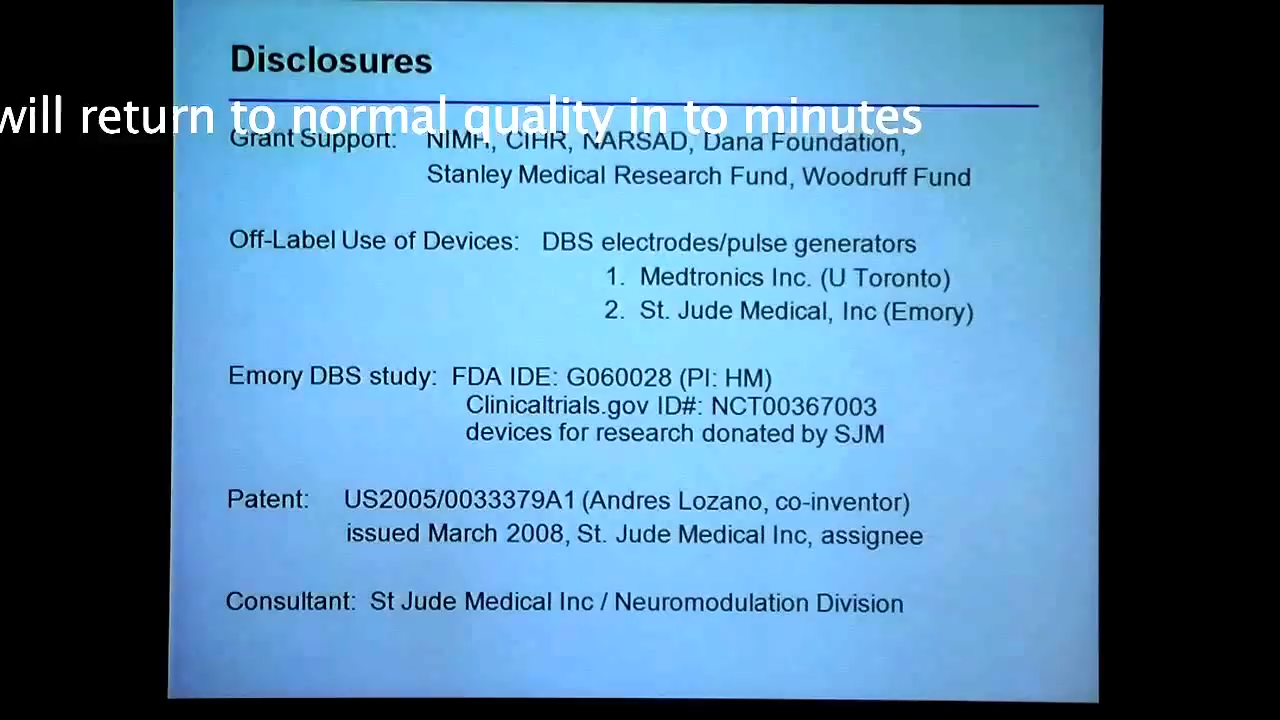 Disclosures
will return to normal quality in to minutes
Grant Support: NIMH, CIHR, NARSAD, Dana Foundation,
Stanley Medical Research Fund, Woodruff Fund
Off-Label Use of Devices: DBS electrodes/pulse generators
1. Medtronics Inc. (U Toronto)
2. St. Jude Medical, Inc (Emory)
Emory DBS study: FDA IDE: G060028 (PI: HM)
Clinicaltrials.gov ID#: NCT00367003
devices for research donated by SJM
Patent: US2005/0033379A1 (Andres Lozano, co-inventor)
issued March 2008, St. Jude Medical Inc, assignee
Consultant: St Jude Medical Inc / Neuromodulation Division